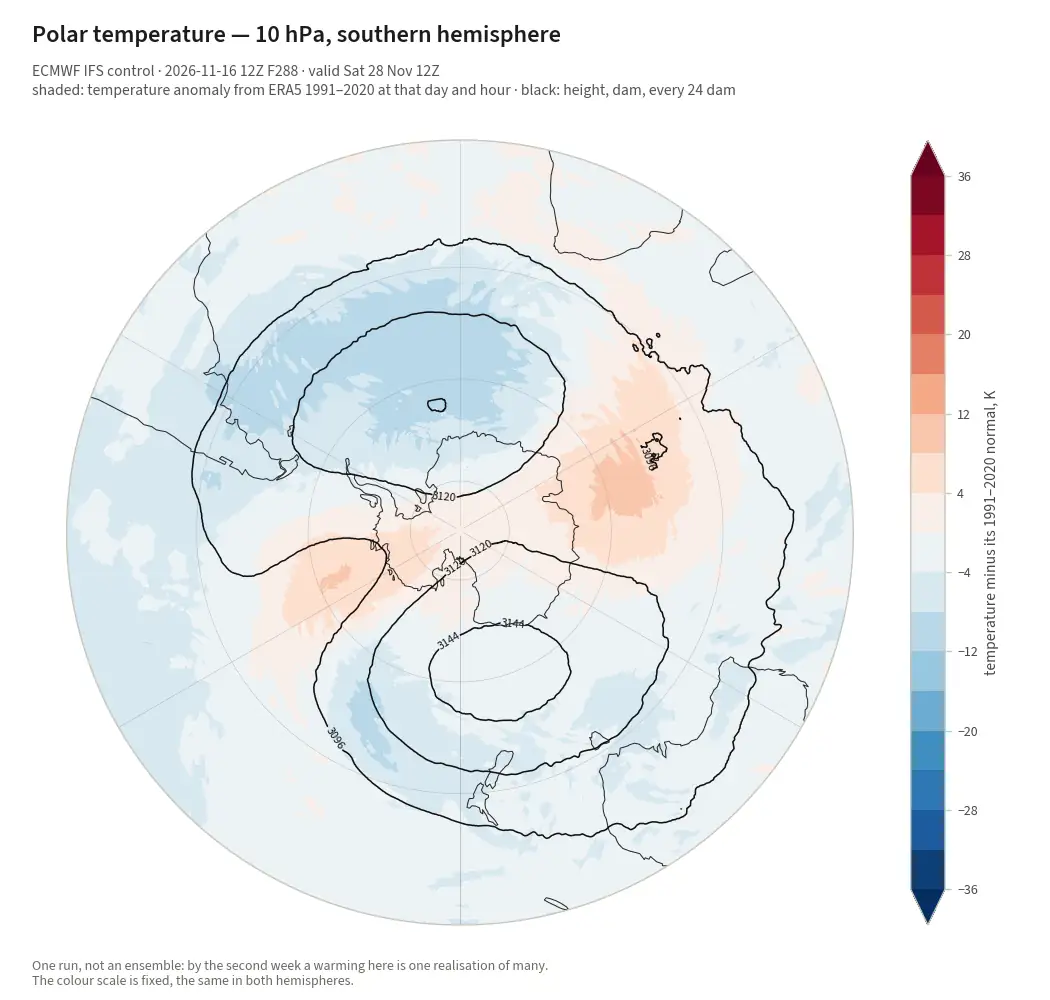 Polar temperature — 10 hPa, southern hemisphere
ECMWF IFS control · 2026-11-16 12Z F288 · valid Sat 28 Nov 12Z
shaded: temperature anomaly from ERA5 1991–2020 at that day and hour · black: height, dam, every 24 dam
36
28
20
12
4
−4
−12
−20
−28
−36
temperature minus its 1991–2020 normal, K
3096
3120
3120
3120
3144
3144
3096
One run, not an ensemble: by the second week a warming here is one realisation of many.
The colour scale is fixed, the same in both hemispheres.